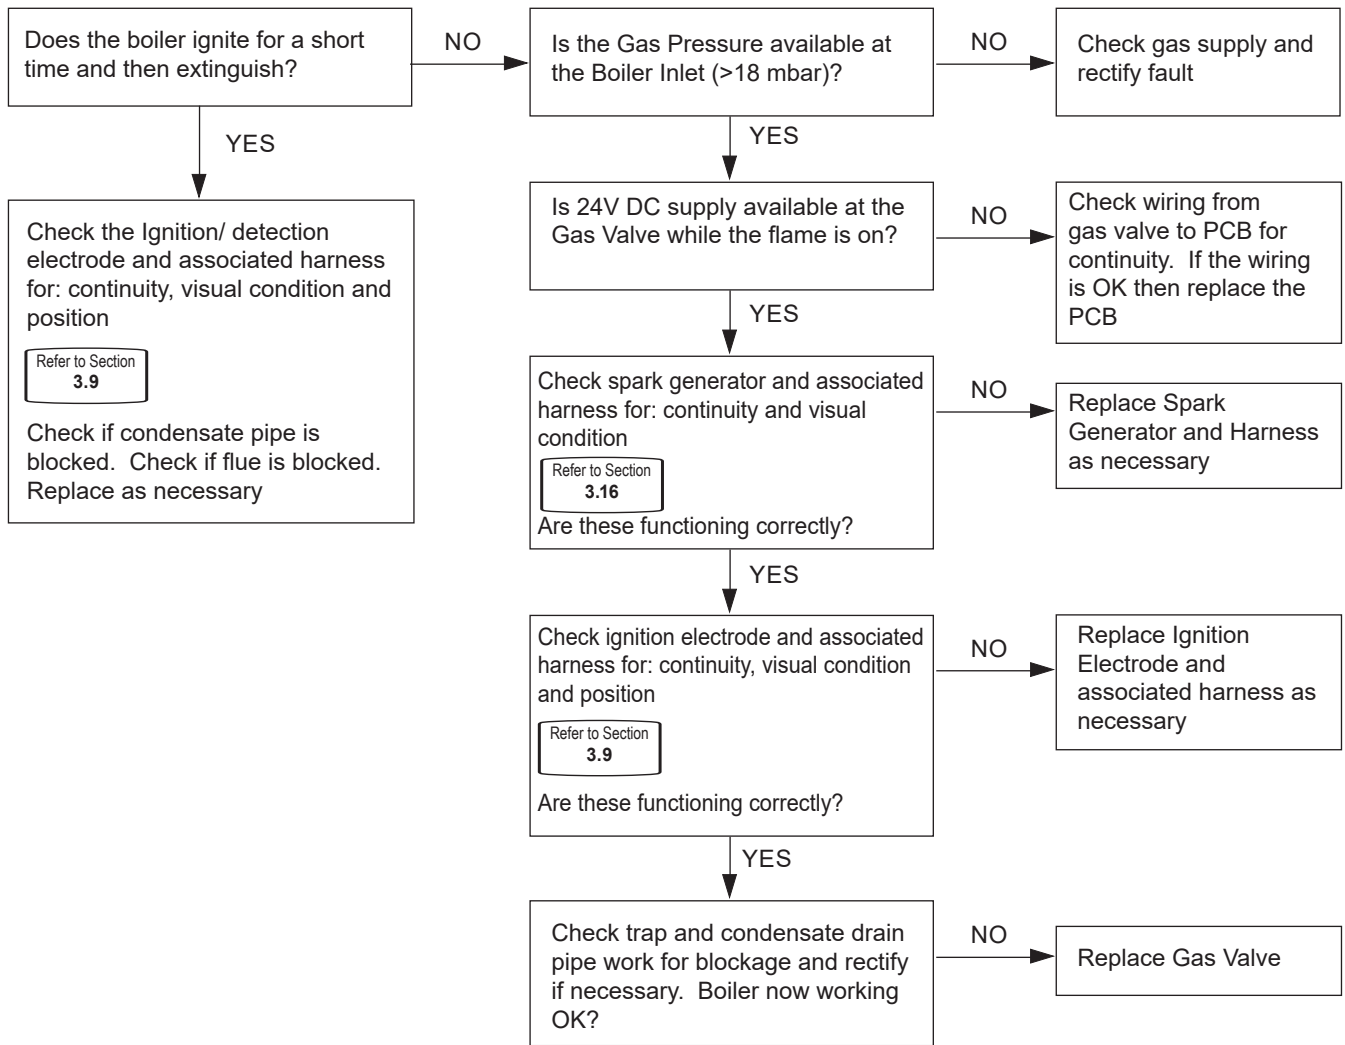 Does the boiler ignite for a short
time and then extinguish?
NO
Is the Gas Pressure available at
the Boiler Inlet (>18 mbar)?
NO
Check gas supply and
rectify fault
YES
YES
Check the Ignition/ detection
electrode and associated harness
for: continuity, visual condition and
position
Refer to Section
3.9
Check if condensate pipe is
blocked.  Check if flue is blocked.
Replace as necessary
Is 24V DC supply available at the
Gas Valve while the flame is on?
NO
Check wiring from
gas valve to PCB for
continuity.  If the wiring
is OK then replace the
PCB
YES
Check spark generator and associated
harness for: continuity and visual
condition
Refer to Section
3.16
Are these functioning correctly?
NO
Replace Spark
Generator and Harness
as necessary
YES
Check ignition electrode and associated
harness for: continuity, visual condition
and position
Refer to Section
3.9
Are these functioning correctly?
NO
Replace Ignition
Electrode and
associated harness as
necessary
YES
Check trap and condensate drain
pipe work for blockage and rectify
if necessary.  Boiler now working
OK?
NO
Replace Gas Valve